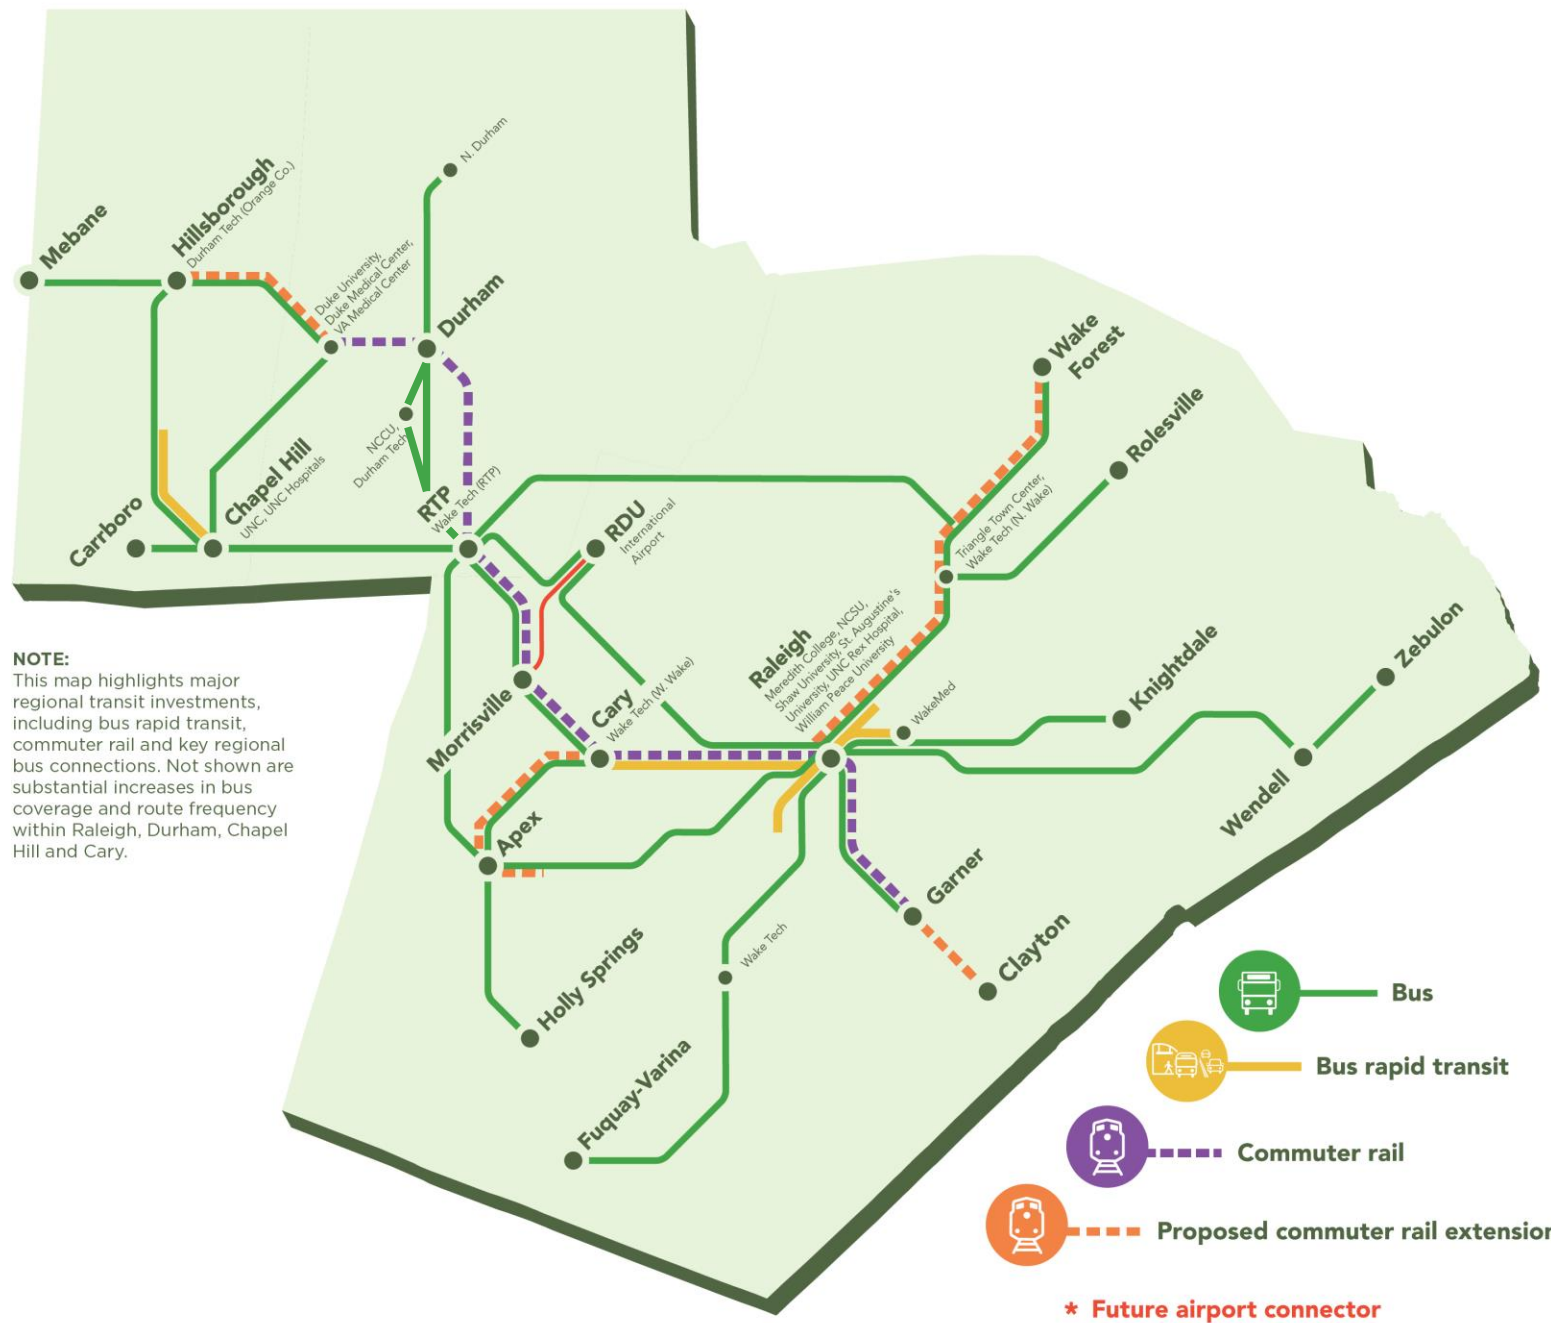 N. Durham
Mebane
Hillsborough
Durham Tech (Orange Co.)
Duke University,
Duke Medical Center,
VA Medical Center
Durham
NCCU,
Durham Tech
Wake
Forest
Rolesville
Triangle Town Center,
Wake Tech (N. Wake)
Chapel Hill
UNC, UNC Hospitals
Carrboro
RTP
Wake Tech (RTP)
RDU
International
Airport
Raleigh
Meredith College, NCSU,
Shaw University, St. Augustine's
University, UNC Rex Hospital,
William Peace University
WakeMed
Knightdale
Zebulon
Wendell
Morrisville
Cary
Wake Tech (W. Wake)
NOTE:
This map highlights major
regional transit investments,
including bus rapid transit,
commuter rail and key regional
bus connections. Not shown are
substantial increases in bus
coverage and route frequency
within Raleigh, Durham, Chapel
Hill and Cary.
Apex
Garner
Clayton
Holly Springs
Wake Tech
Fuquay-Varina
Bus
Bus rapid transit
Commuter rail
Proposed commuter rail extension
* Future airport connector